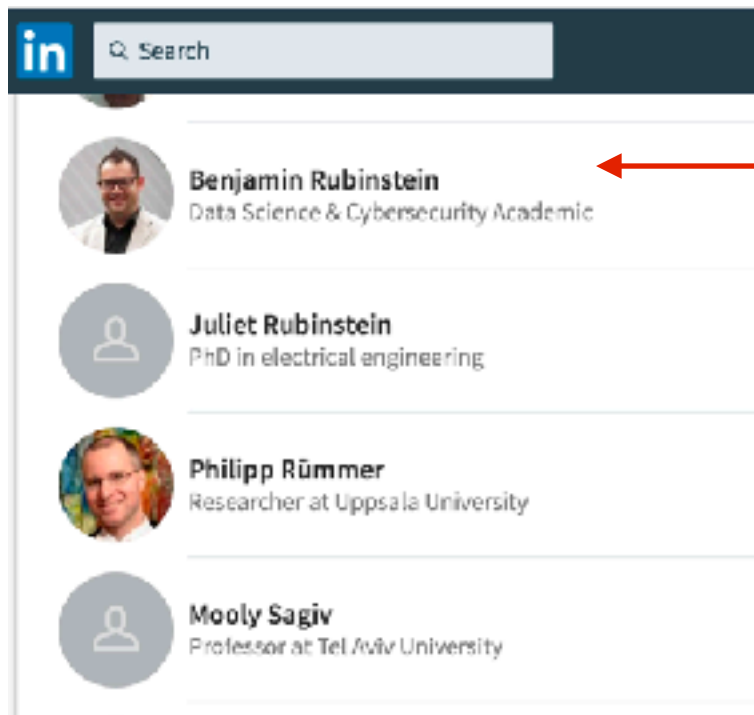 in
Search
Benjamin Rubinstein
Data Science & Cybersecurity Academic
Juliet Rubinstein
PhD in electrical engineering
Philipp Rümmer
Researcher at Uppsala University
Mooly Sagiv
Professor at Tel Aviv University